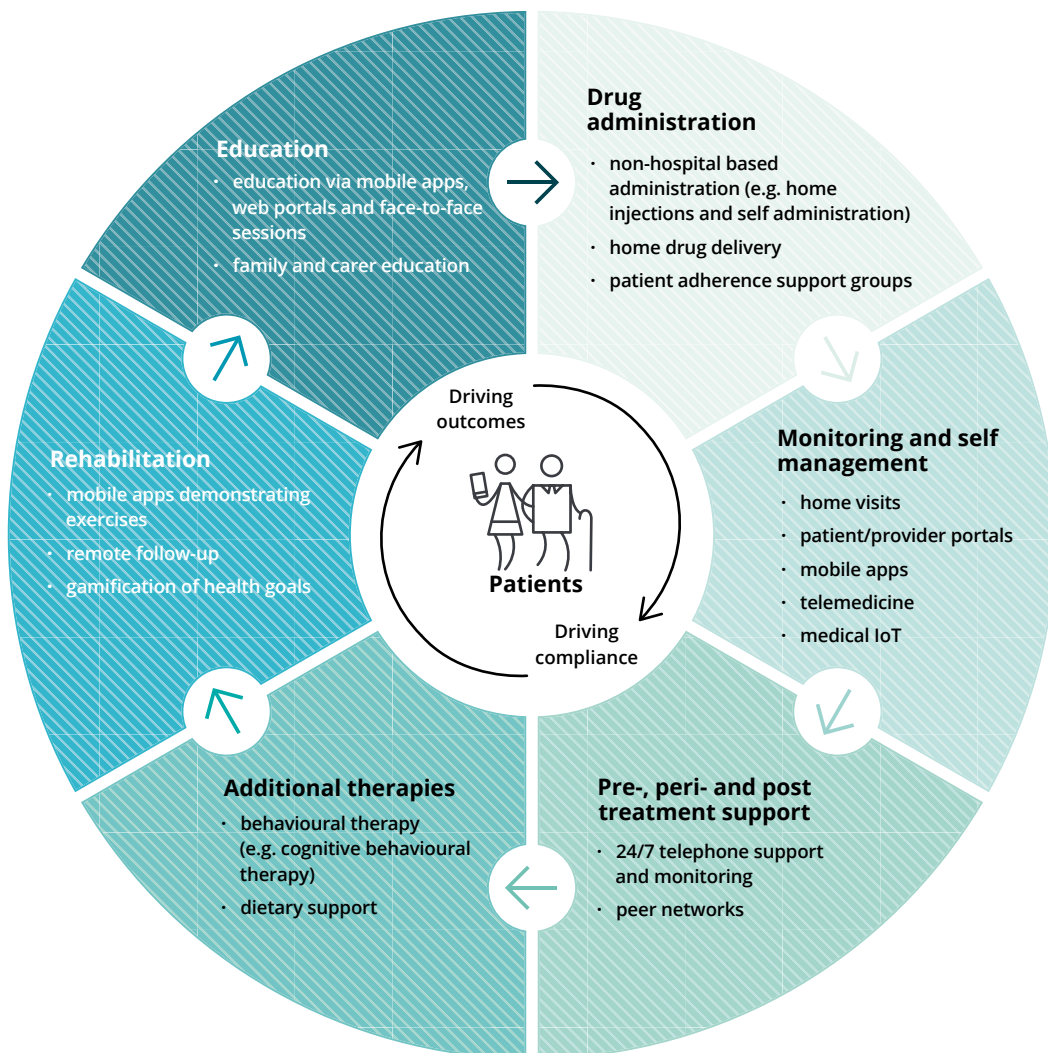 Education
· education via mobile apps,
web portals and face-to-face
sessions
· family and carer education
Drug
administration
· non-hospital based
administration (e.g. home
injections and self administration)
· home drug delivery
· patient adherence support groups
Monitoring and self
management
· home visits
· patient/provider portals
· mobile apps
· telemedicine
· medical IoT
Pre-, peri- and post
treatment support
· 24/7 telephone support
and monitoring
· peer networks
Additional therapies
· behavioural therapy
(e.g. cognitive behavioural
therapy)
· dietary support
Rehabilitation
· mobile apps demonstrating
exercises
· remote follow-up
· gamification of health goals
Driving
outcomes
Patients
Driving
compliance